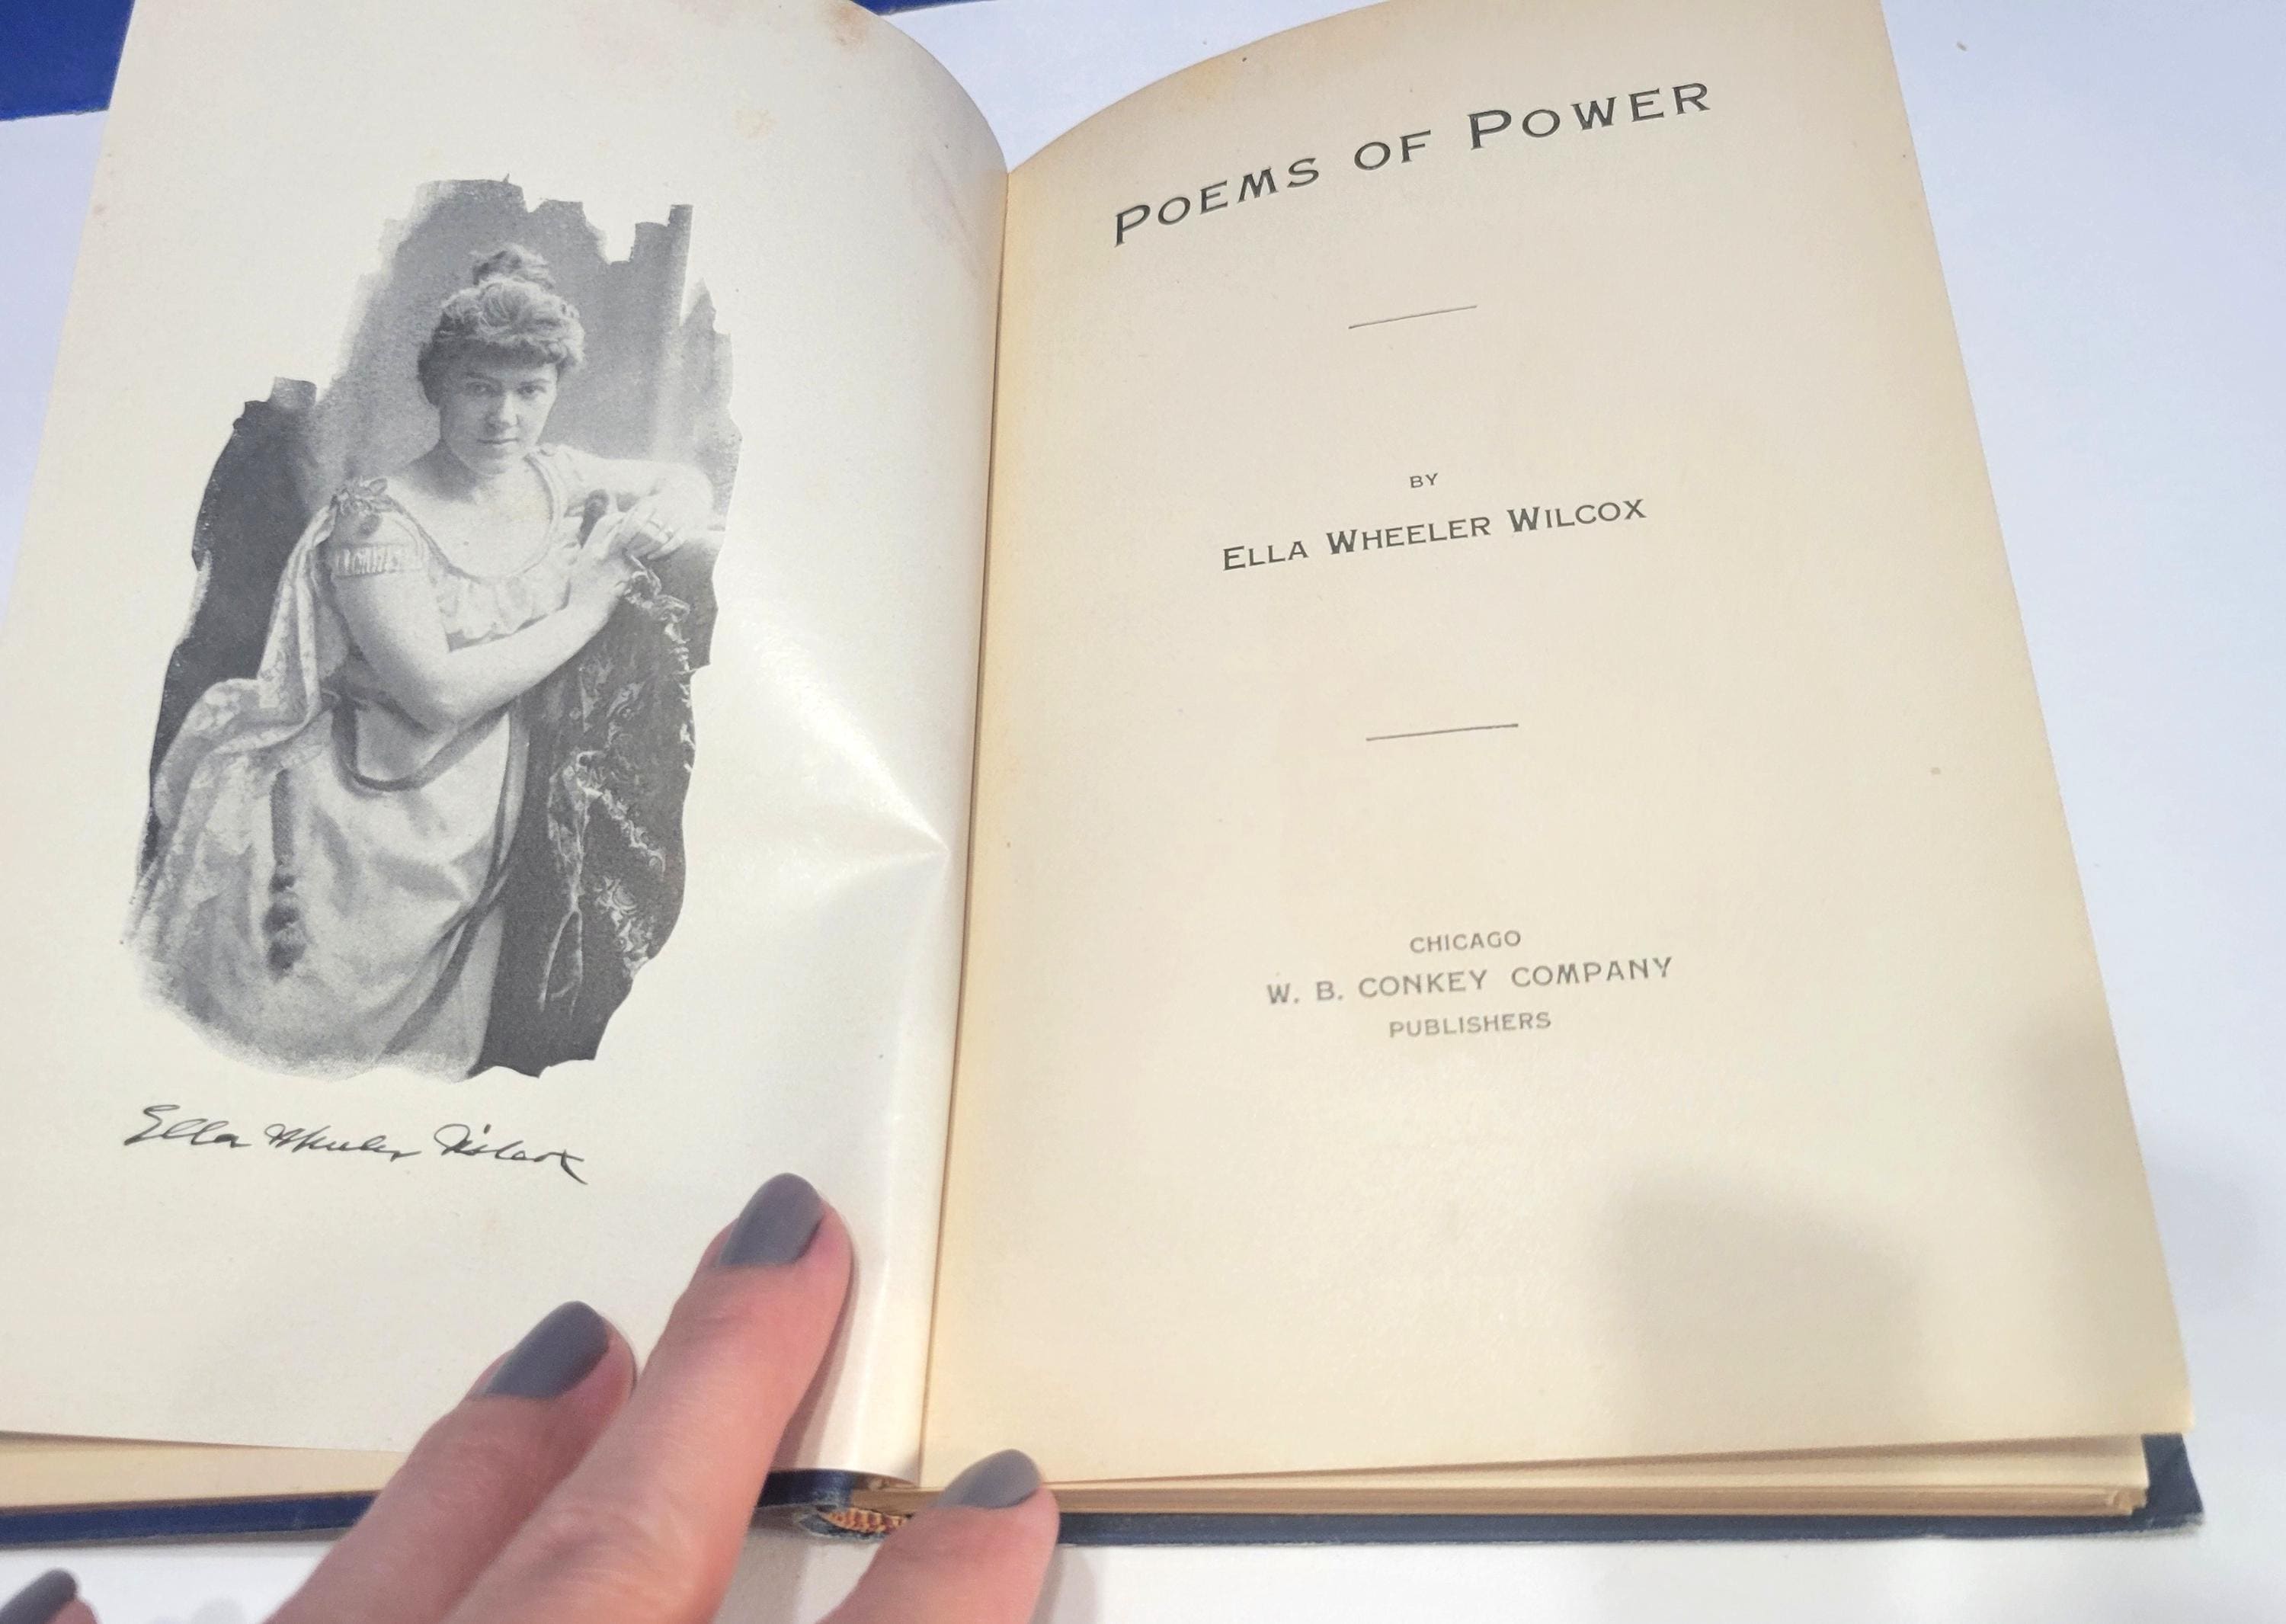 Ella Wheeler Wilcox
POEMS OF POWER
BY
ELLA WHEELER WILCOX
CHICAGO
W. B. CONKEY COMPANY
PUBLISHERS